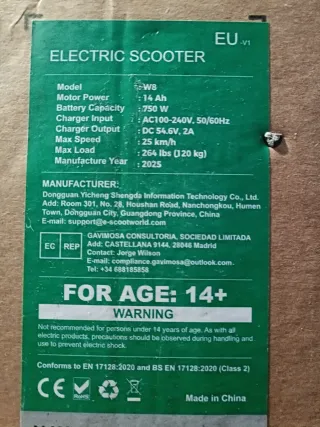 EU -V1
ELECTRIC SCOOTER
Model : W8
Motor Power : 14 Ah
Battery Capacity : 750 W
Charger Input : AC100-240V, 50/60Hz
Charger Output : DC 54.6V, 2A
Max Speed : 25 km/h
Max Load : 264 lbs (120 kg)
Manufacture Year : 2025
MANUFACTURER:
Dongguan Yicheng Shengda Information Technology Co., Ltd.
Add: Room 301, No. 28, Houshan Road, Nanchongkou, Humen
Town, Dongguan City, Guangdong Province, China
E-mail: support@e-scootworld.com
EC REP
GAVIMOSA CONSULTORIA, SOCIEDAD LIMITADA
Add: CASTELLANA 9144, 28046 Madrid
Contact: Jorge Wilson
E-mail: compliance.gavimosa@outlook.com
Tel: +34 688185858
FOR AGE: 14+
WARNING
Not recommended for persons under 14 years of age. As with all
electric products, precautions should be observed during handling and
use to prevent electric shock.
Conforms to EN 17128:2020 and BS EN 17128:2020 (Class 2)
CE RoHS Made in China